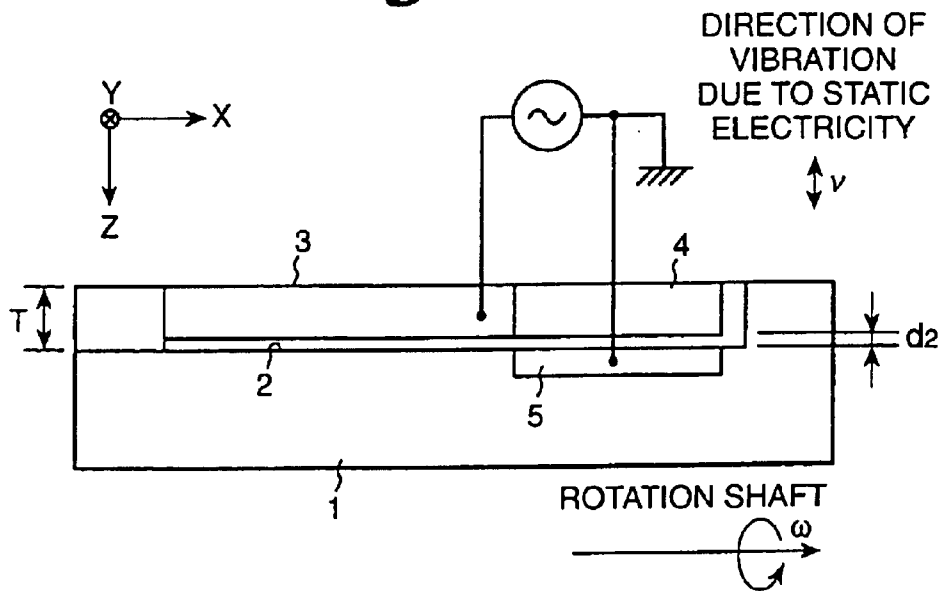 DIRECTION OF
VIBRATION
DUE TO STATIC
ELECTRICITY
ν
Y
X
Z
3
4
T
d2
2
5
1
ROTATION SHAFT
ω